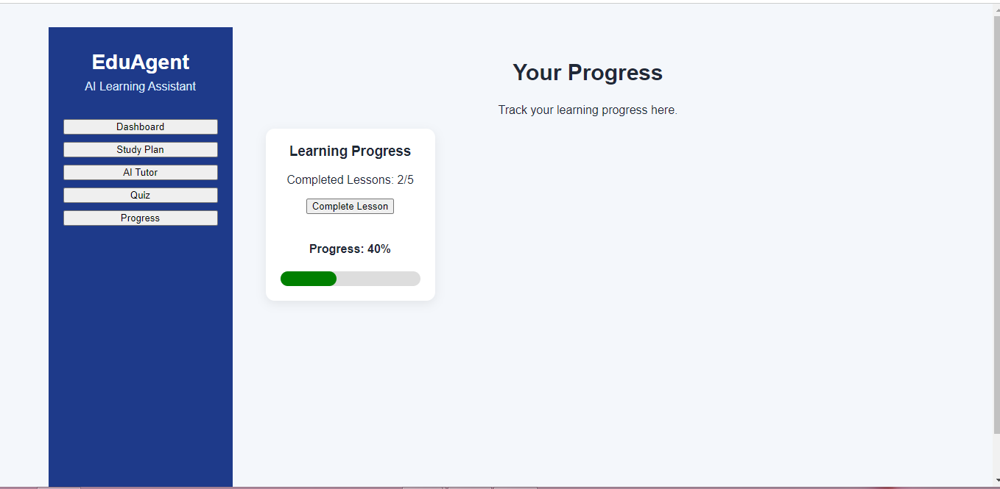 EduAgent
AI Learning Assistant
Dashboard
Study Plan
AI Tutor
Quiz
Progress
Your Progress
Track your learning progress here.
Learning Progress
Completed Lessons: 2/5
Complete Lesson
Progress: 40%